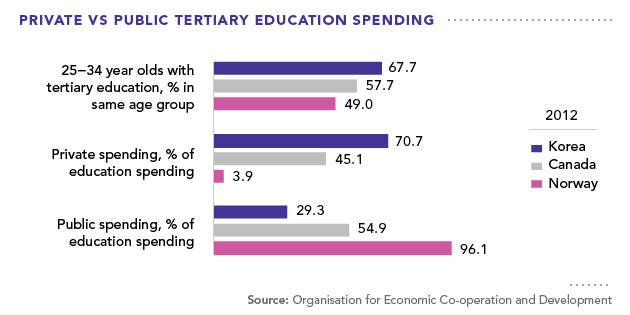 PRIVATE VS PUBLIC TERTIARY EDUCATION SPENDING
25–34 year olds with
tertiary education, % in
same age group
67.7
57.7
49.0
Private spending, % of
education spending
70.7
45.1
3.9
Public spending, % of
education spending
29.3
54.9
96.1
2012
Korea
Canada
Norway
Source: Organisation for Economic Co-operation and Development